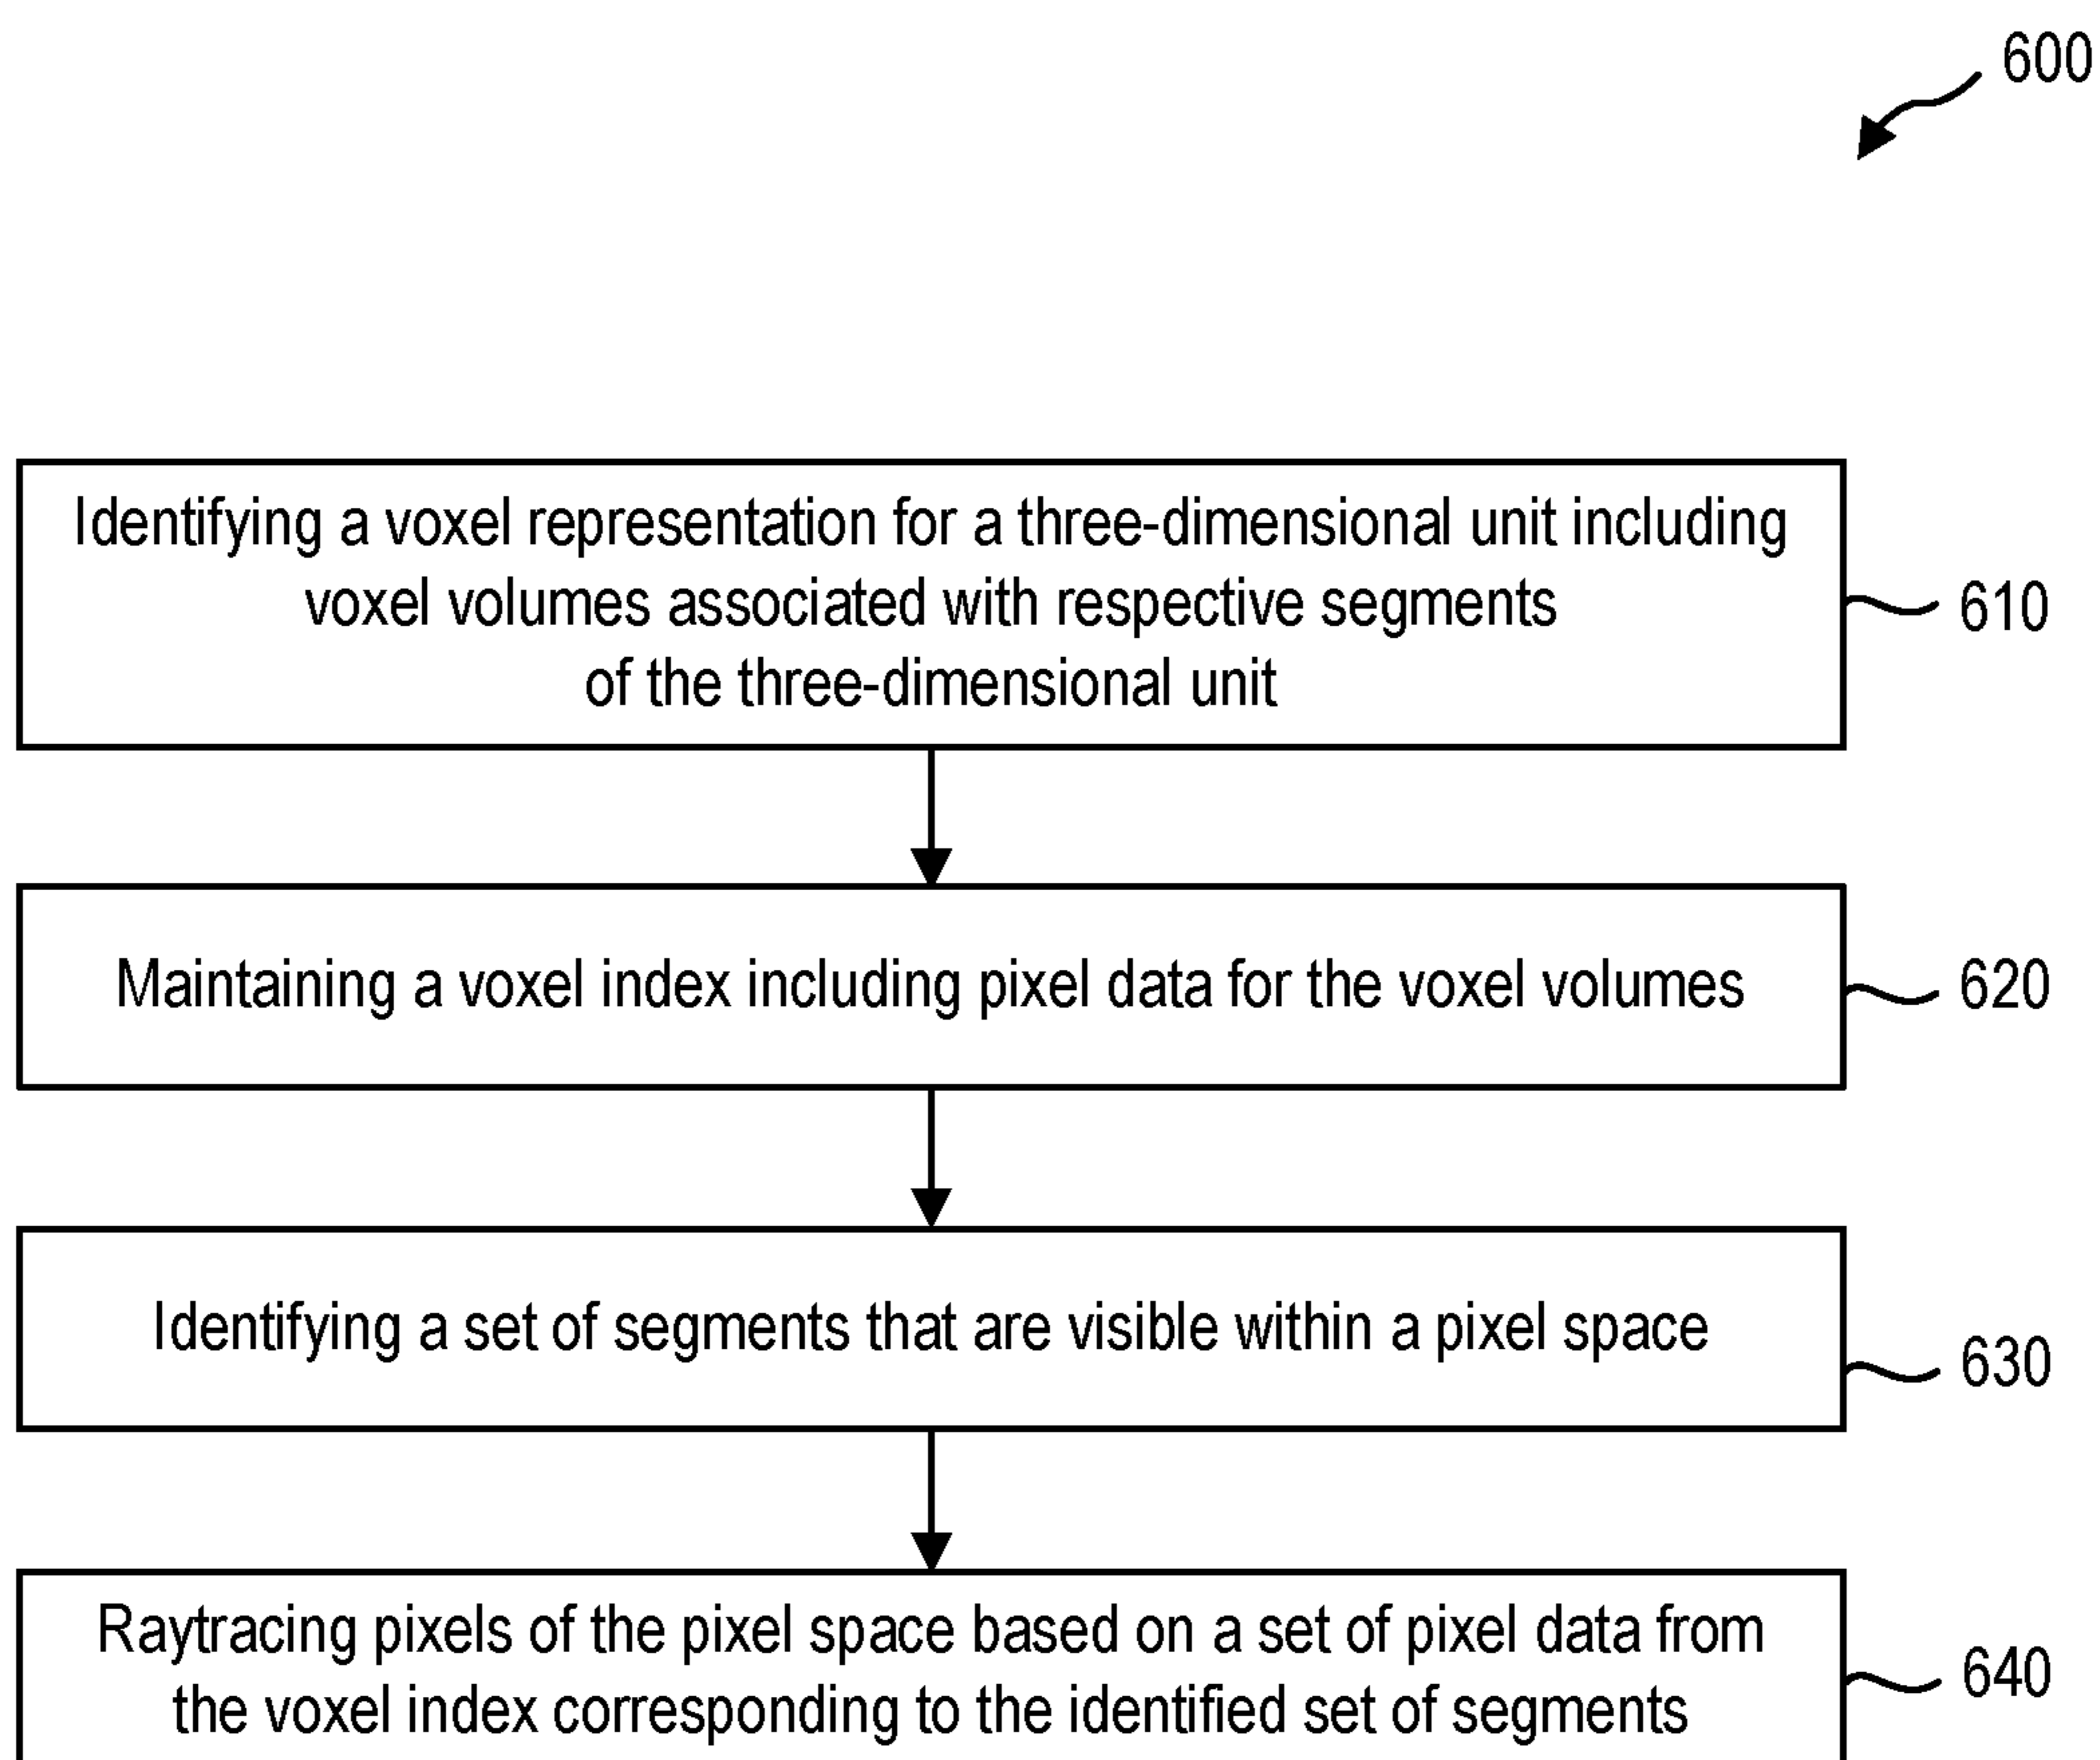 600
Identifying a voxel representation for a three-dimensional unit including
voxel volumes associated with respective segments
of the three-dimensional unit
610
Maintaining a voxel index including pixel data for the voxel volumes
620
Identifying a set of segments that are visible within a pixel space
630
Raytracing pixels of the pixel space based on a set of pixel data from
the voxel index corresponding to the identified set of segments
640